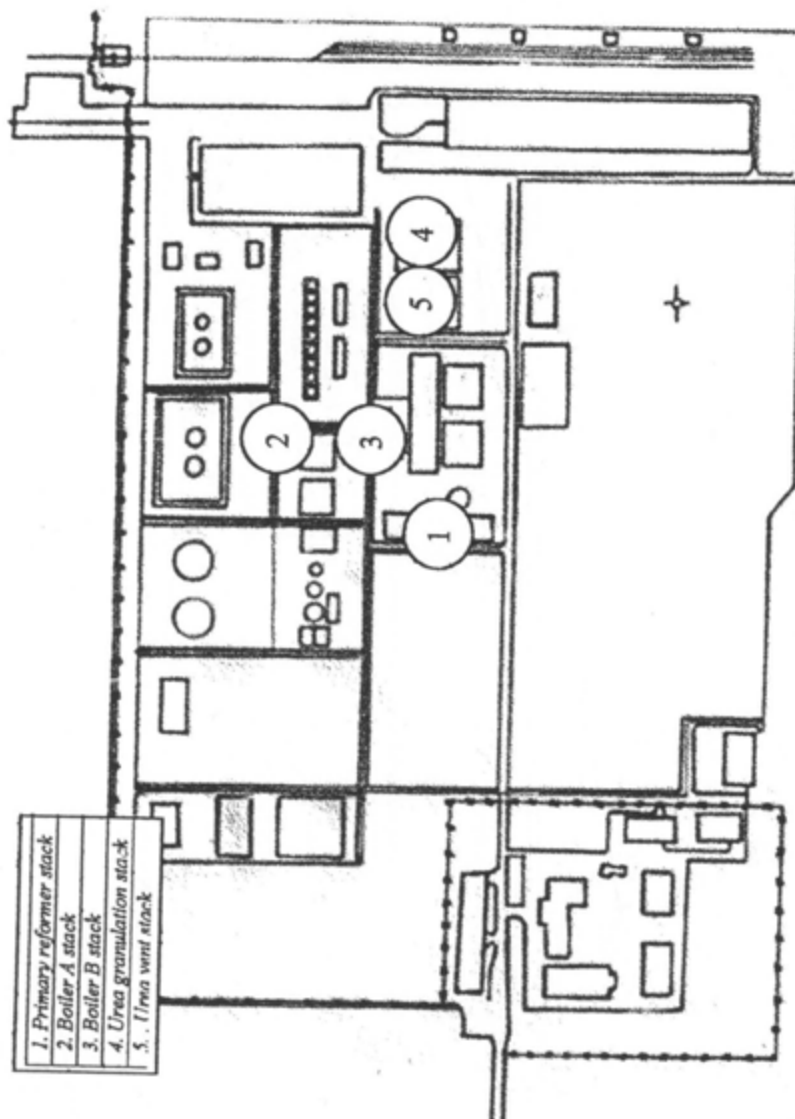 1. Primary reformer stack
2. Boiler A stack
3. Boiler B stack
4. Urea granulation stack
5. . Urea vent stack
4
5
2
3
1